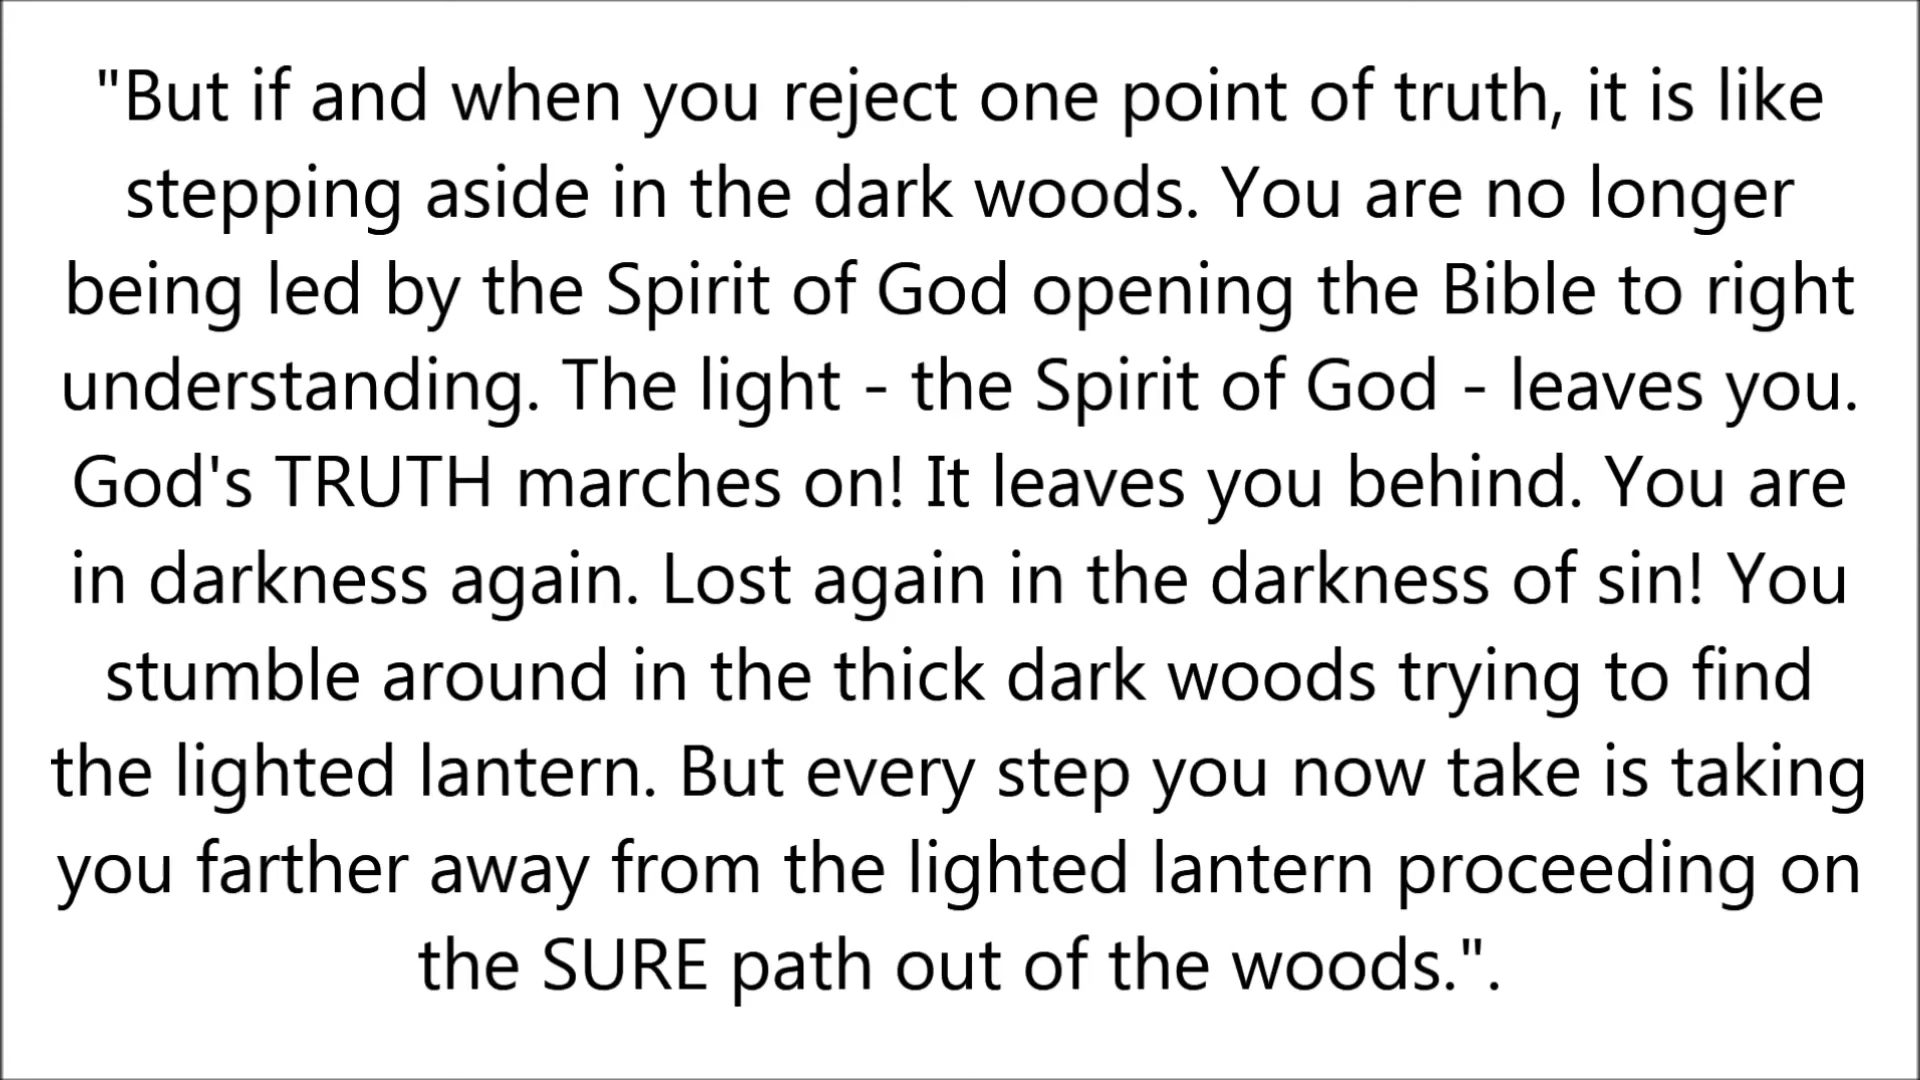 "But if and when you reject one point of truth, it is like
stepping aside in the dark woods. You are no longer
being led by the Spirit of God opening the Bible to right
understanding. The light - the Spirit of God - leaves you.
God's TRUTH marches on! It leaves you behind. You are
in darkness again. Lost again in the darkness of sin! You
stumble around in the thick dark woods trying to find
the lighted lantern. But every step you now take is taking
you farther away from the lighted lantern proceeding on
the SURE path out of the woods.".